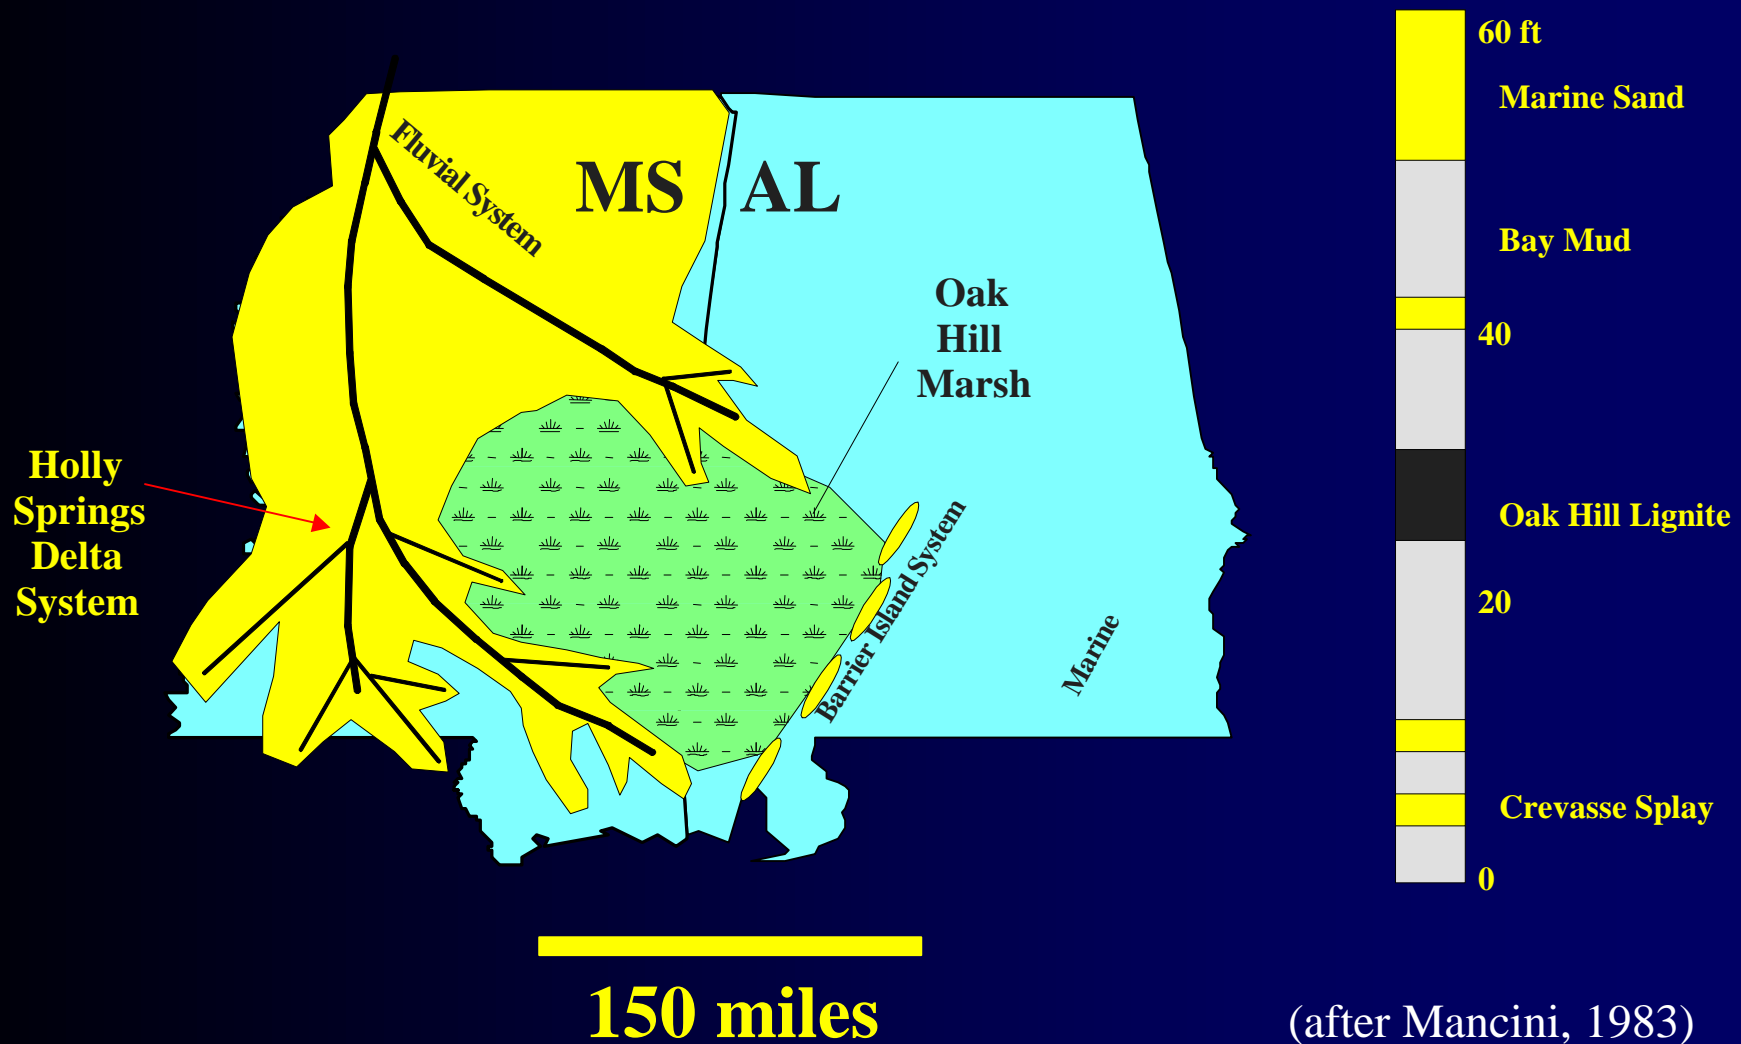 Fluvial System
MS
AL
Oak
Hill
Marsh
Holly
Springs
Delta
System
Barrier Island System
Marine
150 miles
60 ft
Marine Sand
Bay Mud
40
Oak Hill Lignite
20
Crevasse Splay
0
(after Mancini, 1983)